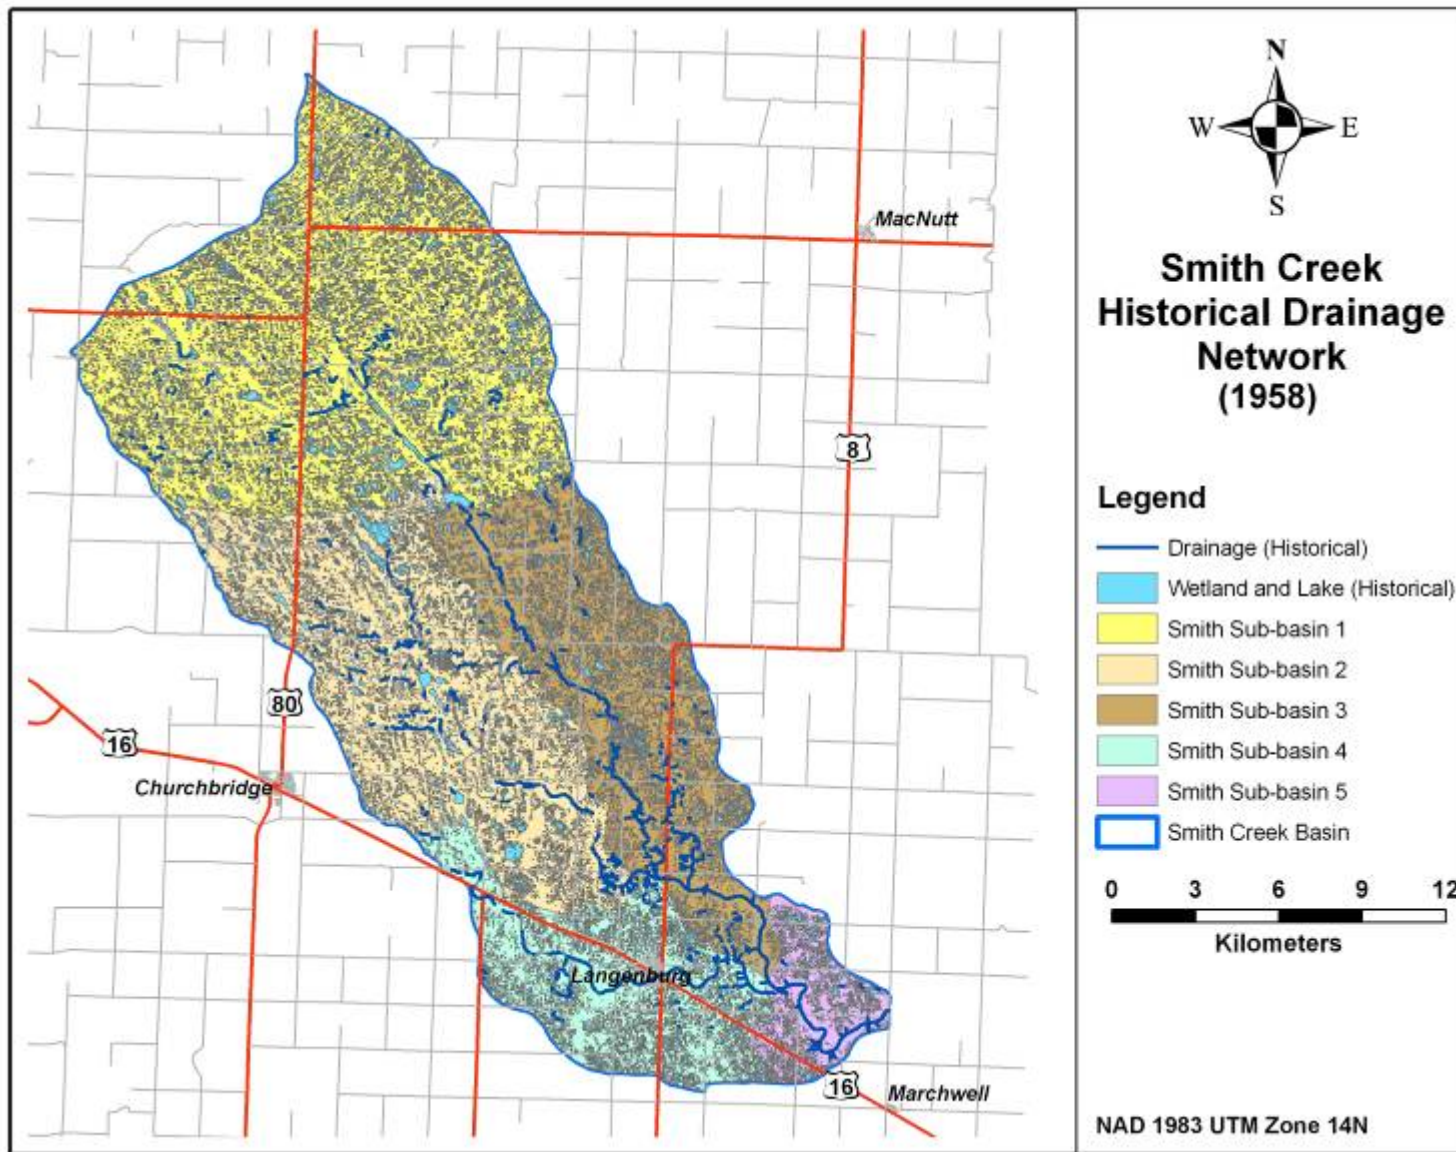 MacNutt
8
80
16
Churchbridge
Langenburg
16
Marchwell
N
W E
S
Smith Creek
Historical Drainage
Network
(1958)
Legend
Drainage (Historical)
Wetland and Lake (Historical)
Smith Sub-basin 1
Smith Sub-basin 2
Smith Sub-basin 3
Smith Sub-basin 4
Smith Sub-basin 5
Smith Creek Basin
0 3 6 9 12
Kilometers
NAD 1983 UTM Zone 14N